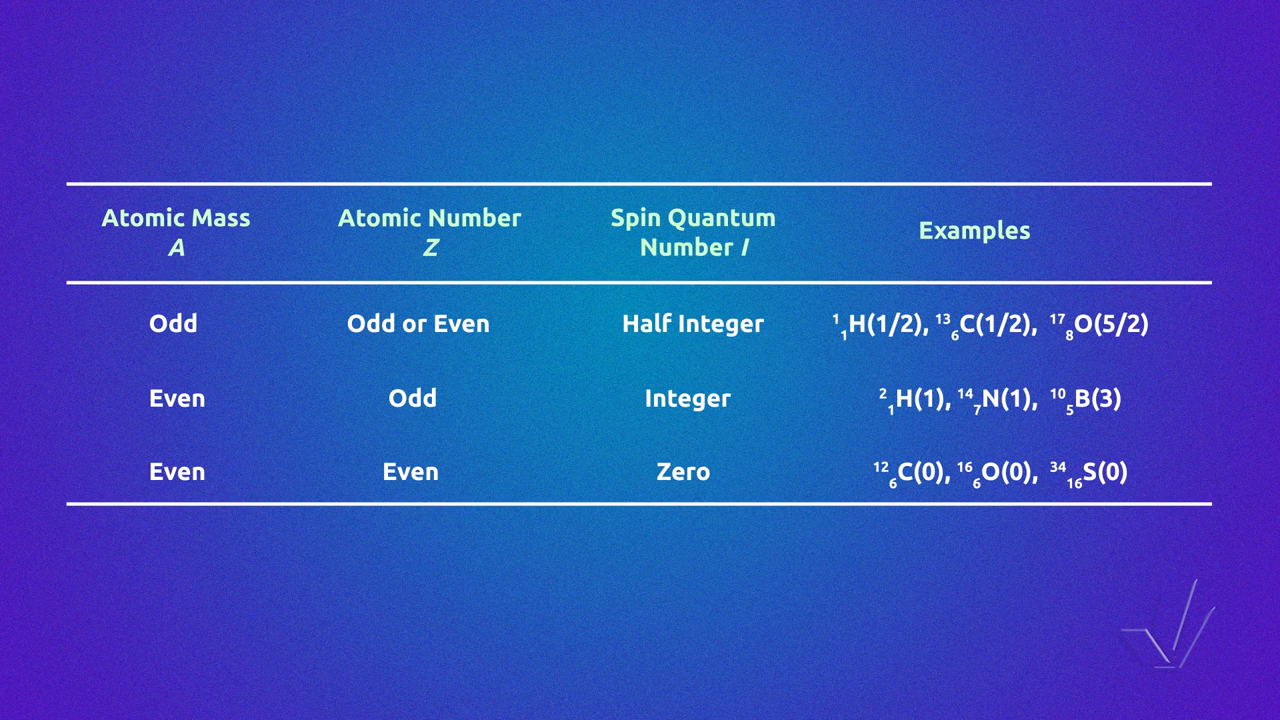 Atomic Mass A	Atomic Number Z	Spin Quantum Number I	Examples
Odd	Odd or Even	Half Integer	¹₁H(1/2), ¹³₆C(1/2), ¹⁷₈O(5/2)
Even	Odd	Integer	²₁H(1), ¹⁴₇N(1), ¹⁰₅B(3)
Even	Even	Zero	¹²₆C(0), ¹⁶₆O(0), ³⁴₁₆S(0)